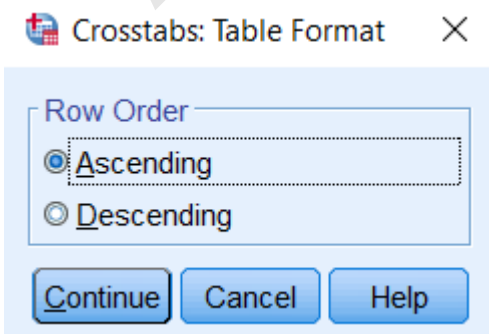 Crosstabs: Table Format
Row Order
Ascending
Descending
Continue Cancel Help